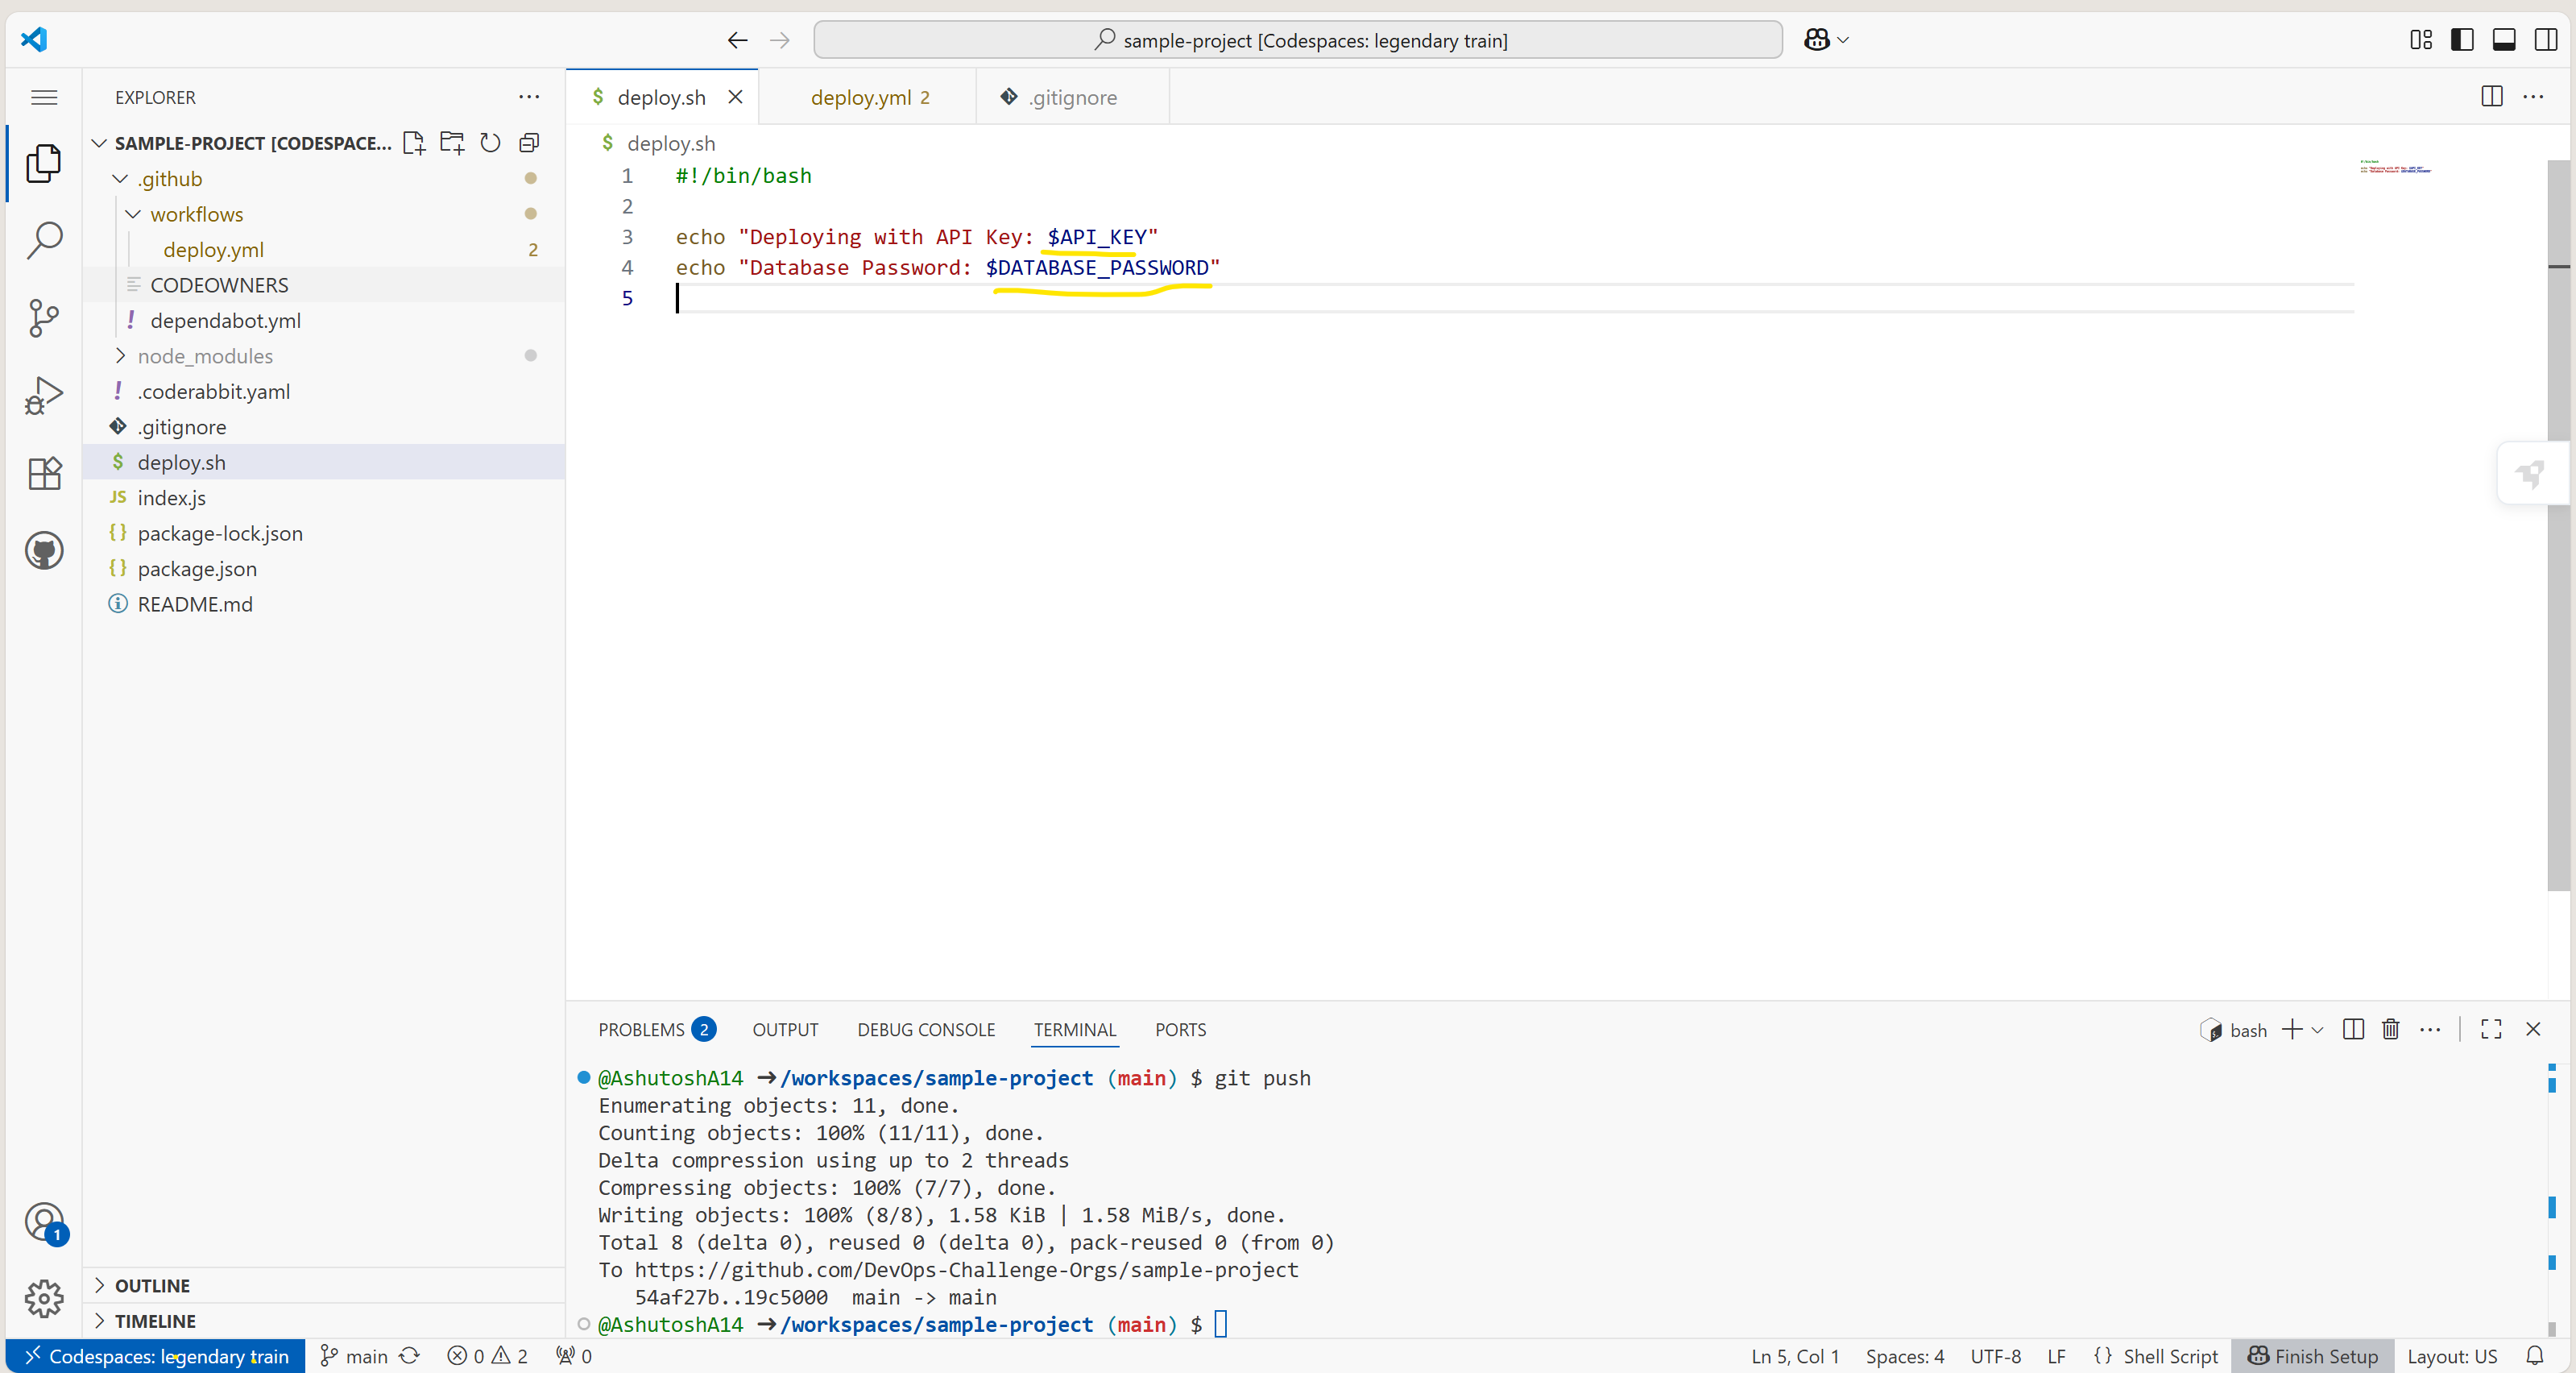 sample-project [Codespaces: legendary train]
EXPLORER
SAMPLE-PROJECT [CODESPACE...
.github
workflows
deploy.yml 2
CODEOWNERS
dependabot.yml
node_modules
.coderabbit.yaml
.gitignore
$ deploy.sh
JS index.js
{} package-lock.json
{} package.json
README.md
OUTLINE
TIMELINE
$ deploy.sh
deploy.yml 2
.gitignore
$ deploy.sh
1 #!/bin/bash
2
3 echo "Deploying with API Key: $API_KEY"
4 echo "Database Password: $DATABASE_PASSWORD"
5
PROBLEMS 2 OUTPUT DEBUG CONSOLE TERMINAL PORTS
bash
@AshutoshA14 ➜/workspaces/sample-project (main) $ git push
Enumerating objects: 11, done.
Counting objects: 100% (11/11), done.
Delta compression using up to 2 threads
Compressing objects: 100% (7/7), done.
Writing objects: 100% (8/8), 1.58 KiB | 1.58 MiB/s, done.
Total 8 (delta 0), reused 0 (delta 0), pack-reused 0 (from 0)
To https://github.com/DevOps-Challenge-Orgs/sample-project
54af27b..19c5000 main -> main
@AshutoshA14 ➜/workspaces/sample-project (main) $
1
Codespaces: legendary train main 0 2 0 Ln 5, Col 1 Spaces: 4 UTF-8 LF {} Shell Script Finish Setup Layout: US